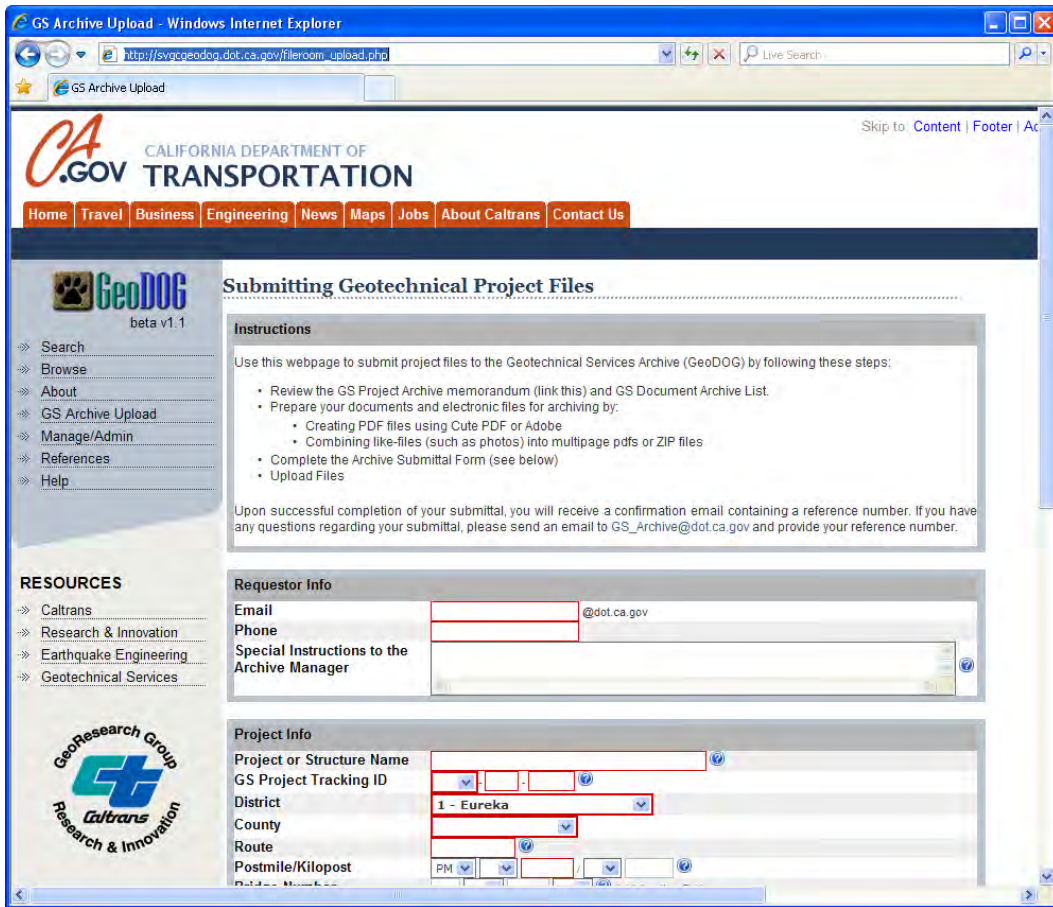 GS Archive Upload - Windows Internet Explorer
http://svgcgeodog.dot.ca.gov/fileroom_upload.php
Live Search
GS Archive Upload
Skip to: Content | Footer | Ac
CA.GOV
CALIFORNIA DEPARTMENT OF
TRANSPORTATION
Home Travel Business Engineering News Maps Jobs About Caltrans Contact Us
GeoDOG
beta v1.1
Search
Browse
About
GS Archive Upload
Manage/Admin
References
Help
RESOURCES
Caltrans
Research & Innovation
Earthquake Engineering
Geotechnical Services
GeoResearch Group
Caltrans
Research & Innovation
Submitting Geotechnical Project Files
Instructions
Use this webpage to submit project files to the Geotechnical Services Archive (GeoDOG) by following these steps:
• Review the GS Project Archive memorandum (link this) and GS Document Archive List.
• Prepare your documents and electronic files for archiving by:
• Creating PDF files using Cute PDF or Adobe
• Combining like-files (such as photos) into multipage pdfs or ZIP files
• Complete the Archive Submittal Form (see below)
• Upload Files
Upon successful completion of your submittal, you will receive a confirmation email containing a reference number. If you have
any questions regarding your submittal, please send an email to GS_Archive@dot.ca.gov and provide your reference number.
Requestor Info
Email @dot.ca.gov
Phone
Special Instructions to the
Archive Manager
Project Info
Project or Structure Name
GS Project Tracking ID - -
District 1 - Eureka
County
Route
Postmile/Kilopost PM /
Bridge Number